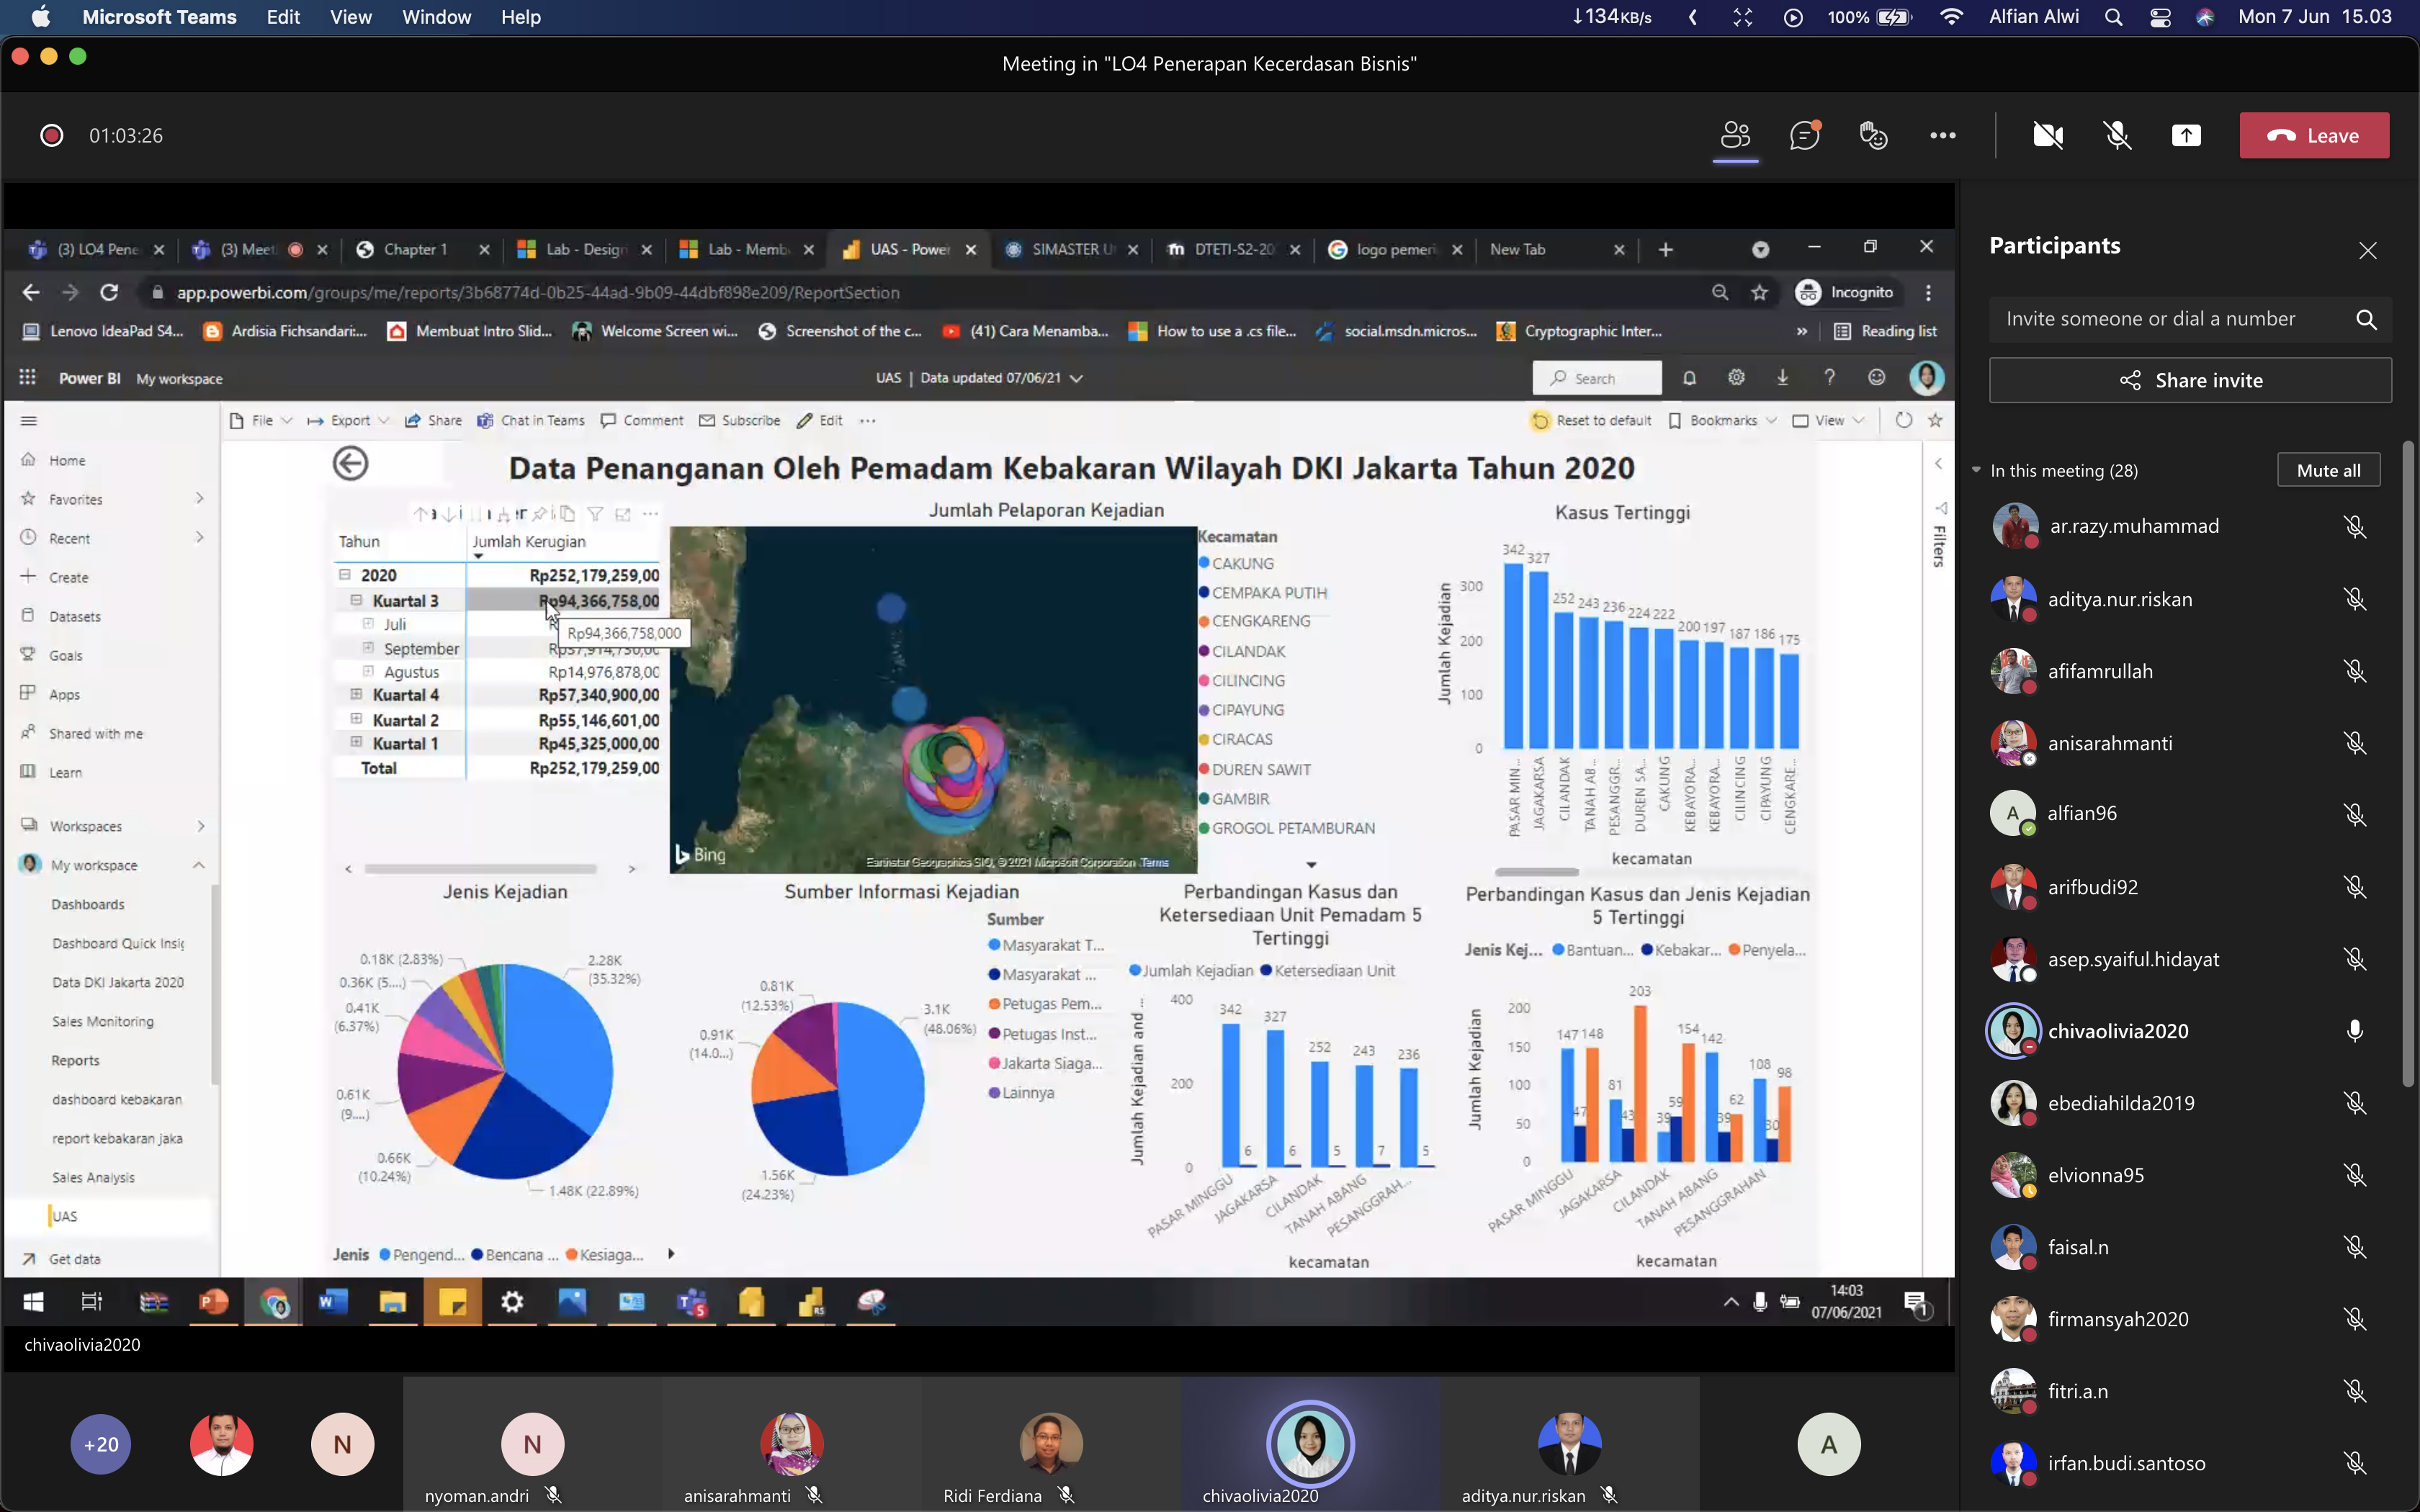 Microsoft Teams Edit View Window Help
↓134KB/s 100% Alfian Alwi Mon 7 Jun 15.03
Meeting in "LO4 Penerapan Kecerdasan Bisnis"
01:03:26
Leave
(3) LO4 Pene
(3) Meet
Chapter 1
Lab - Design
Lab - Memb
UAS - Power
SIMASTER U
DTETI-S2-20
logo pemeri
New Tab
app.powerbi.com/groups/me/reports/3b68774d-0b25-44ad-9b09-44dbf898e209/ReportSection
Incognito
Lenovo IdeaPad S4...
Ardisia Fichsandari:...
Membuat Intro Slid...
Welcome Screen wi...
Screenshot of the c...
(41) Cara Menamba...
How to use a .cs file...
social.msdn.micros...
Cryptographic Inter...
»
Reading list
Power BI My workspace
UAS | Data updated 07/06/21
Search
File Export Share Chat in Teams Comment Subscribe Edit ...
Reset to default Bookmarks View
Home
Favorites
Recent
Create
Datasets
Goals
Apps
Shared with me
Learn
Workspaces
My workspace
Dashboards
Dashboard Quick Insig
Data DKI Jakarta 2020
Sales Monitoring
Reports
dashboard kebakaran
report kebakaran jaka
Sales Analysis
UAS
Get data
Data Penanganan Oleh Pemadam Kebakaran Wilayah DKI Jakarta Tahun 2020
Tahun Jumlah Kerugian
2020 Rp252,179,259,00
Kuartal 3 Rp94,366,758,00
Juli
Rp94,366,758,000
September
Agustus Rp14,976,878,00
Kuartal 4 Rp57,340,900,00
Kuartal 2 Rp55,146,601,00
Kuartal 1 Rp45,325,000,00
Total Rp252,179,259,00
Jumlah Pelaporan Kejadian
Bing
Earthstar Geographics SIO, © 2021 Microsoft Corporation Terms
Kecamatan
CAKUNG
CEMPAKA PUTIH
CENGKARENG
CILANDAK
CILINCING
CIPAYUNG
CIRACAS
DUREN SAWIT
GAMBIR
GROGOL PETAMBURAN
Kasus Tertinggi
Jumlah Kejadian
300
200
100
0
342 327 252 243 236 224 222 200 197 187 186 175
PASAR MIN...
JAGAKARSA
CILANDAK
TANAH AB...
PESANGGR...
DUREN SA...
CAKUNG
KEBAYORA...
KEBAYORA...
CILINCING
CIPAYUNG
CENGKARE...
kecamatan
Jenis Kejadian
2.28K
(35.32%)
1.48K (22.89%)
0.66K
(10.24%)
0.61K
(9....)
0.41K
(6.37%)
0.36K (5....)
0.18K (2.83%)
Jenis Pengend... Bencana ... Kesiaga...
Sumber Informasi Kejadian
3.1K
(48.06%)
1.56K
(24.23%)
0.91K
(14.0...)
0.81K
(12.53%)
Sumber
Masyarakat T...
Masyarakat ...
Petugas Pem...
Petugas Inst...
Jakarta Siaga...
Lainnya
Perbandingan Kasus dan
Ketersediaan Unit Pemadam 5
Tertinggi
Jumlah Kejadian Ketersediaan Unit
Jumlah Kejadian and ...
400
200
0
342 327 252 243 236
6 6 5 7 5
PASAR MINGGU
JAGAKARSA
CILANDAK
TANAH ABANG
PESANGGRAH...
kecamatan
Perbandingan Kasus dan Jenis Kejadian
5 Tertinggi
Jenis Kej... Bantuan... Kebakar... Penyela...
Jumlah Kejadian
200
150
100
50
0
147 47 148
81 43 203
39 59 154
142 39 62
108 30 98
PASAR MINGGU
JAGAKARSA
CILANDAK
TANAH ABANG
PESANGGRAHAN
kecamatan
Filters
14:03
07/06/2021
1
chivaolivia2020
+20
N
N
nyoman.andri
anisarahmanti
Ridi Ferdiana
chivaolivia2020
aditya.nur.riskan
A
Participants
Invite someone or dial a number
Share invite
In this meeting (28)
Mute all
ar.razy.muhammad
aditya.nur.riskan
afifamrullah
anisarahmanti
A
alfian96
arifbudi92
asep.syaiful.hidayat
chivaolivia2020
ebediahilda2019
elvionna95
faisal.n
firmansyah2020
fitri.a.n
irfan.budi.santoso